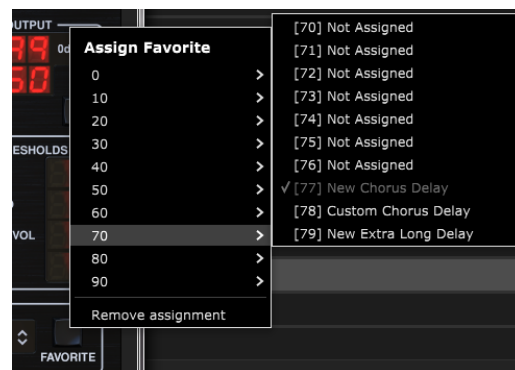 OUTPUT
0d
ESHOLDS
VOL
FAVORITE
Assign Favorite
0
10
20
30
40
50
60
70
80
90
Remove assignment
[70] Not Assigned
[71] Not Assigned
[72] Not Assigned
[73] Not Assigned
[74] Not Assigned
[75] Not Assigned
[76] Not Assigned
[77] New Chorus Delay
[78] Custom Chorus Delay
[79] New Extra Long Delay